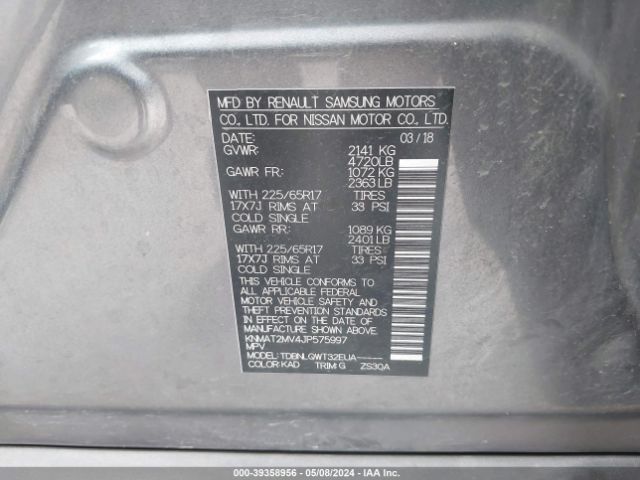 MFD BY RENAULT SAMSUNG MOTORS
CO., LTD. FOR NISSAN MOTOR CO., LTD.
DATE: 03/18
GVWR: 2141 KG
4720LB
GAWR FR: 1072 KG
2363LB
WITH 225/65R17 TIRES
17X7J RIMS AT 33 PSI
COLD SINGLE
GAWR RR: 1089 KG
2401LB
WITH 225/65R17 TIRES
17X7J RIMS AT 33 PSI
COLD SINGLE
THIS VEHICLE CONFORMS TO
ALL APPLICABLE FEDERAL
MOTOR VEHICLE SAFETY AND
THEFT PREVENTION STANDARDS
IN EFFECT ON THE DATE OF
MANUFACTURE SHOWN ABOVE.
KNMAT2MV4JP575997
MPV
MODEL: TDBNLQWT32EUA-----
COLOR:KAD TRIM: G ZS30A
000-39358956 - 05/08/2024 - IAA Inc.